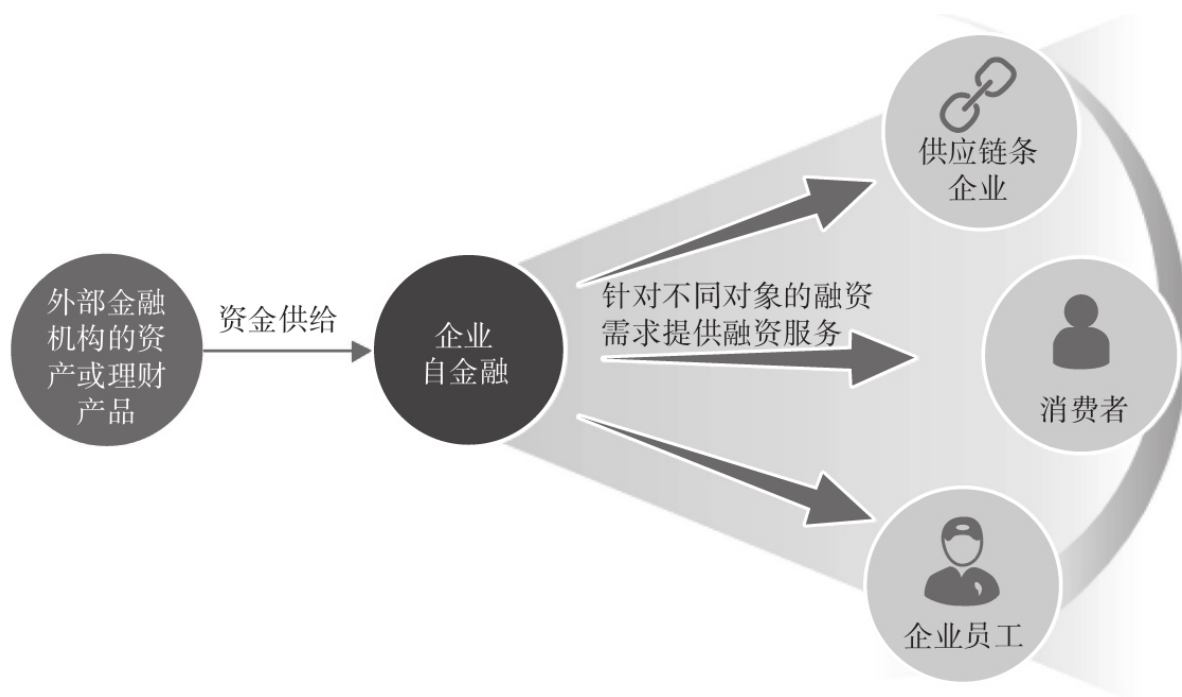 外部金融
机构的资
产或理财
产品
资金供给
企业
自金融
针对不同对象的融资
需求提供融资服务
供应链条
企业
消费者
企业员工